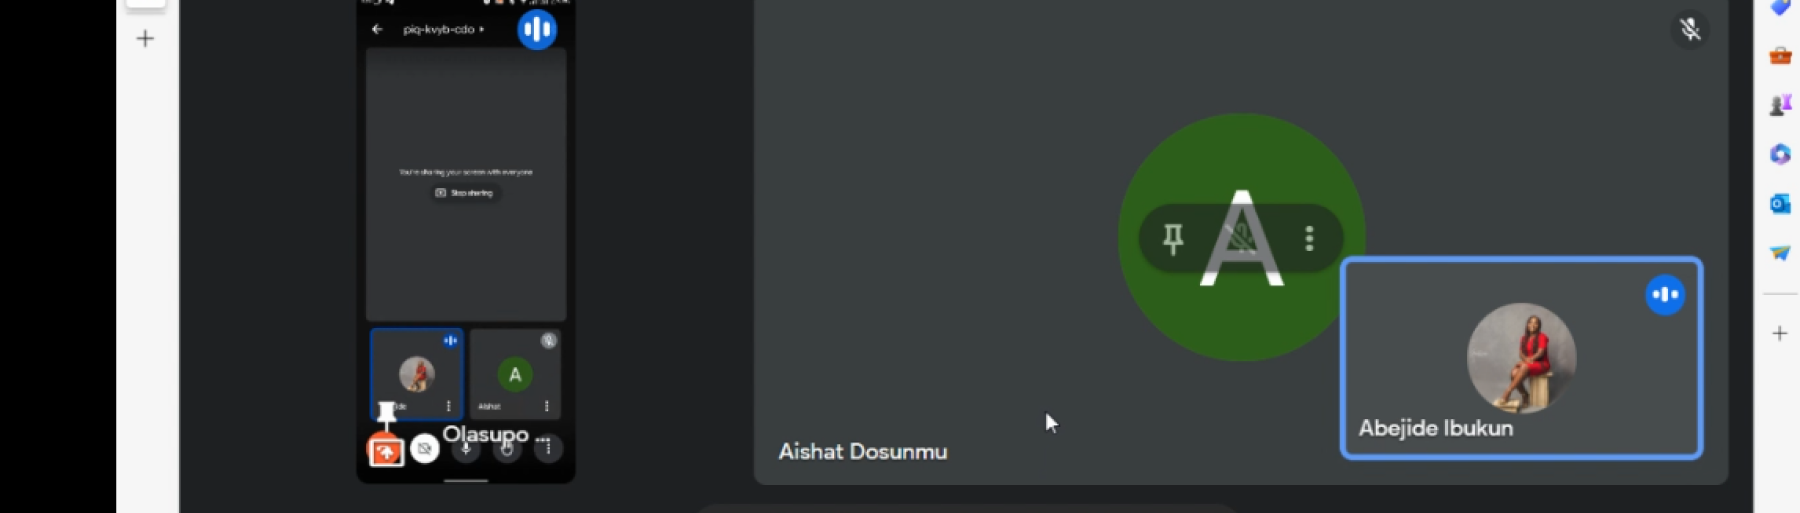 piq-kvyb-cdo
You're sharing your screen with everyone
Stop sharing
A
Aishat
Olasupo ...
A
Aishat Dosunmu
Abejide Ibukun